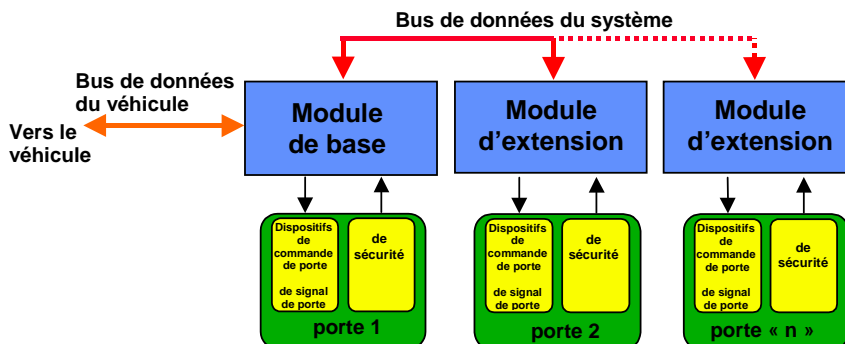 Bus de données du système
Bus de données
du véhicule
Vers le
véhicule
Module
de base
Module
d'extension
Module
d'extension
Dispositifs
de
commande
de porte
de signal
de porte
de
sécurité
porte 1
Dispositifs
de
commande
de porte
de signal
de porte
de
sécurité
porte 2
Dispositifs
de
commande
de porte
de signal
de porte
de
sécurité
porte « n »